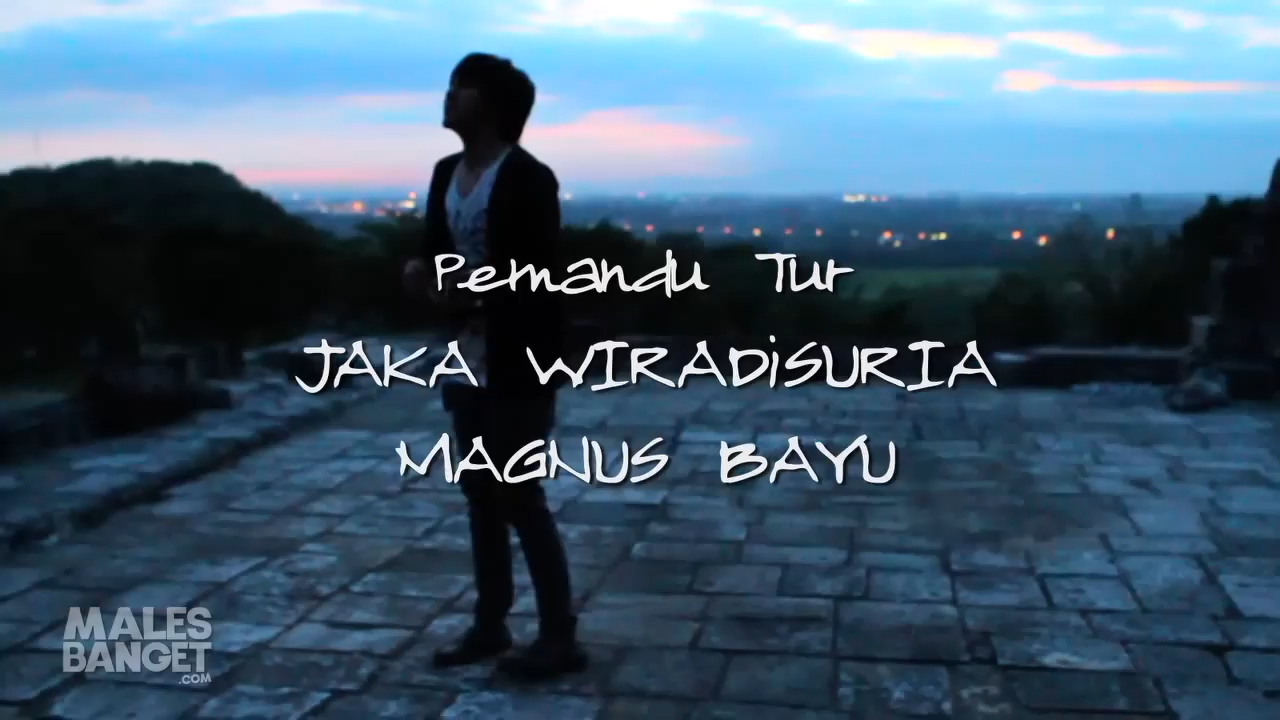 Pemandu Tur
JAKA WIRADiSURIA
MAGNUS BAYU
MALES
BANGET
.COM